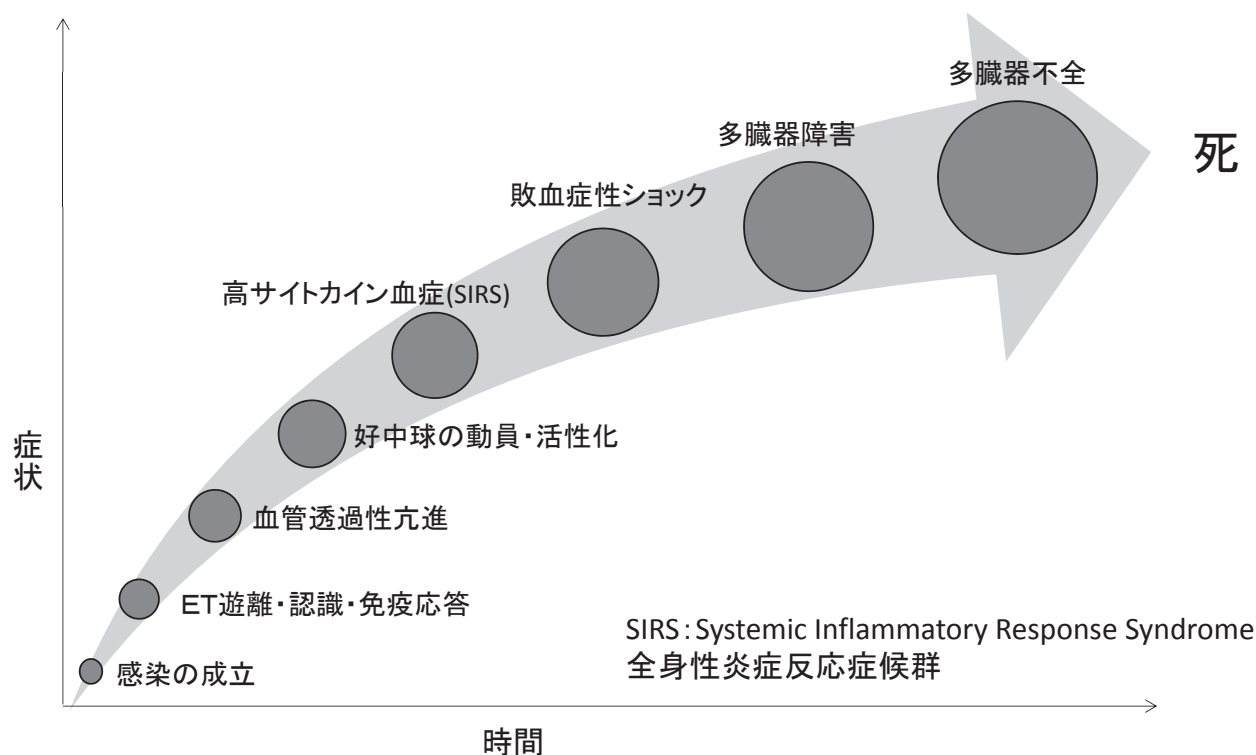 多臓器不全
死
多臓器障害
敗血症性ショック
高サイトカイン血症(SIRS)
好中球の動員・活性化
血管透過性亢進
ET遊離・認識・免疫応答
感染の成立
症状
時間
SIRS：Systemic Inflammatory Response Syndrome
全身性炎症反応症候群